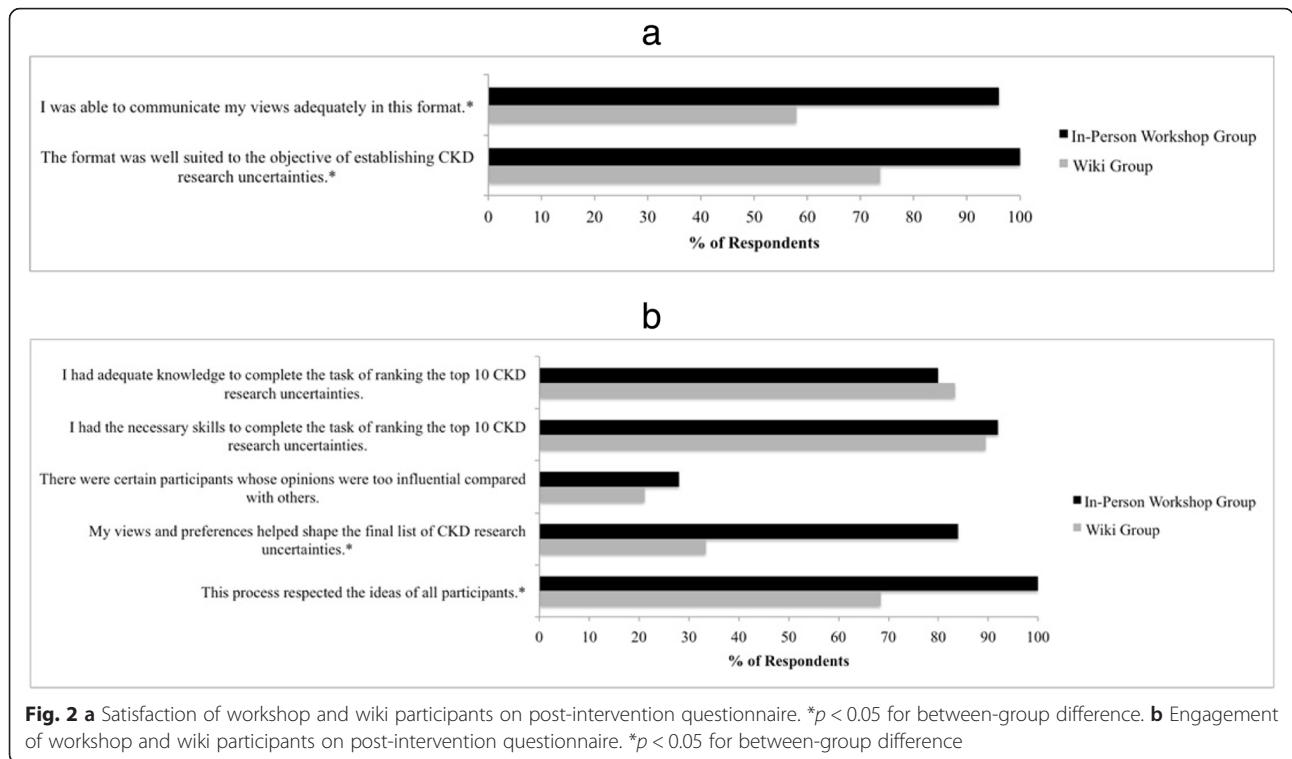 a
I was able to communicate my views adequately in this format.*
The format was well suited to the objective of establishing CKD
research uncertainties.*
In-Person Workshop Group
Wiki Group
0 10 20 30 40 50 60 70 80 90 100
% of Respondents
b
I had adequate knowledge to complete the task of ranking the top 10 CKD
research uncertainties.
I had the necessary skills to complete the task of ranking the top 10 CKD
research uncertainties.
There were certain participants whose opinions were too influential compared
with others.
My views and preferences helped shape the final list of CKD research
uncertainties.*
This process respected the ideas of all participants.*
In-Person Workshop Group
Wiki Group
0 10 20 30 40 50 60 70 80 90 100
% of Respondents
Fig. 2 a Satisfaction of workshop and wiki participants on post-intervention questionnaire. *p < 0.05 for between-group difference. b Engagement
of workshop and wiki participants on post-intervention questionnaire. *p < 0.05 for between-group difference